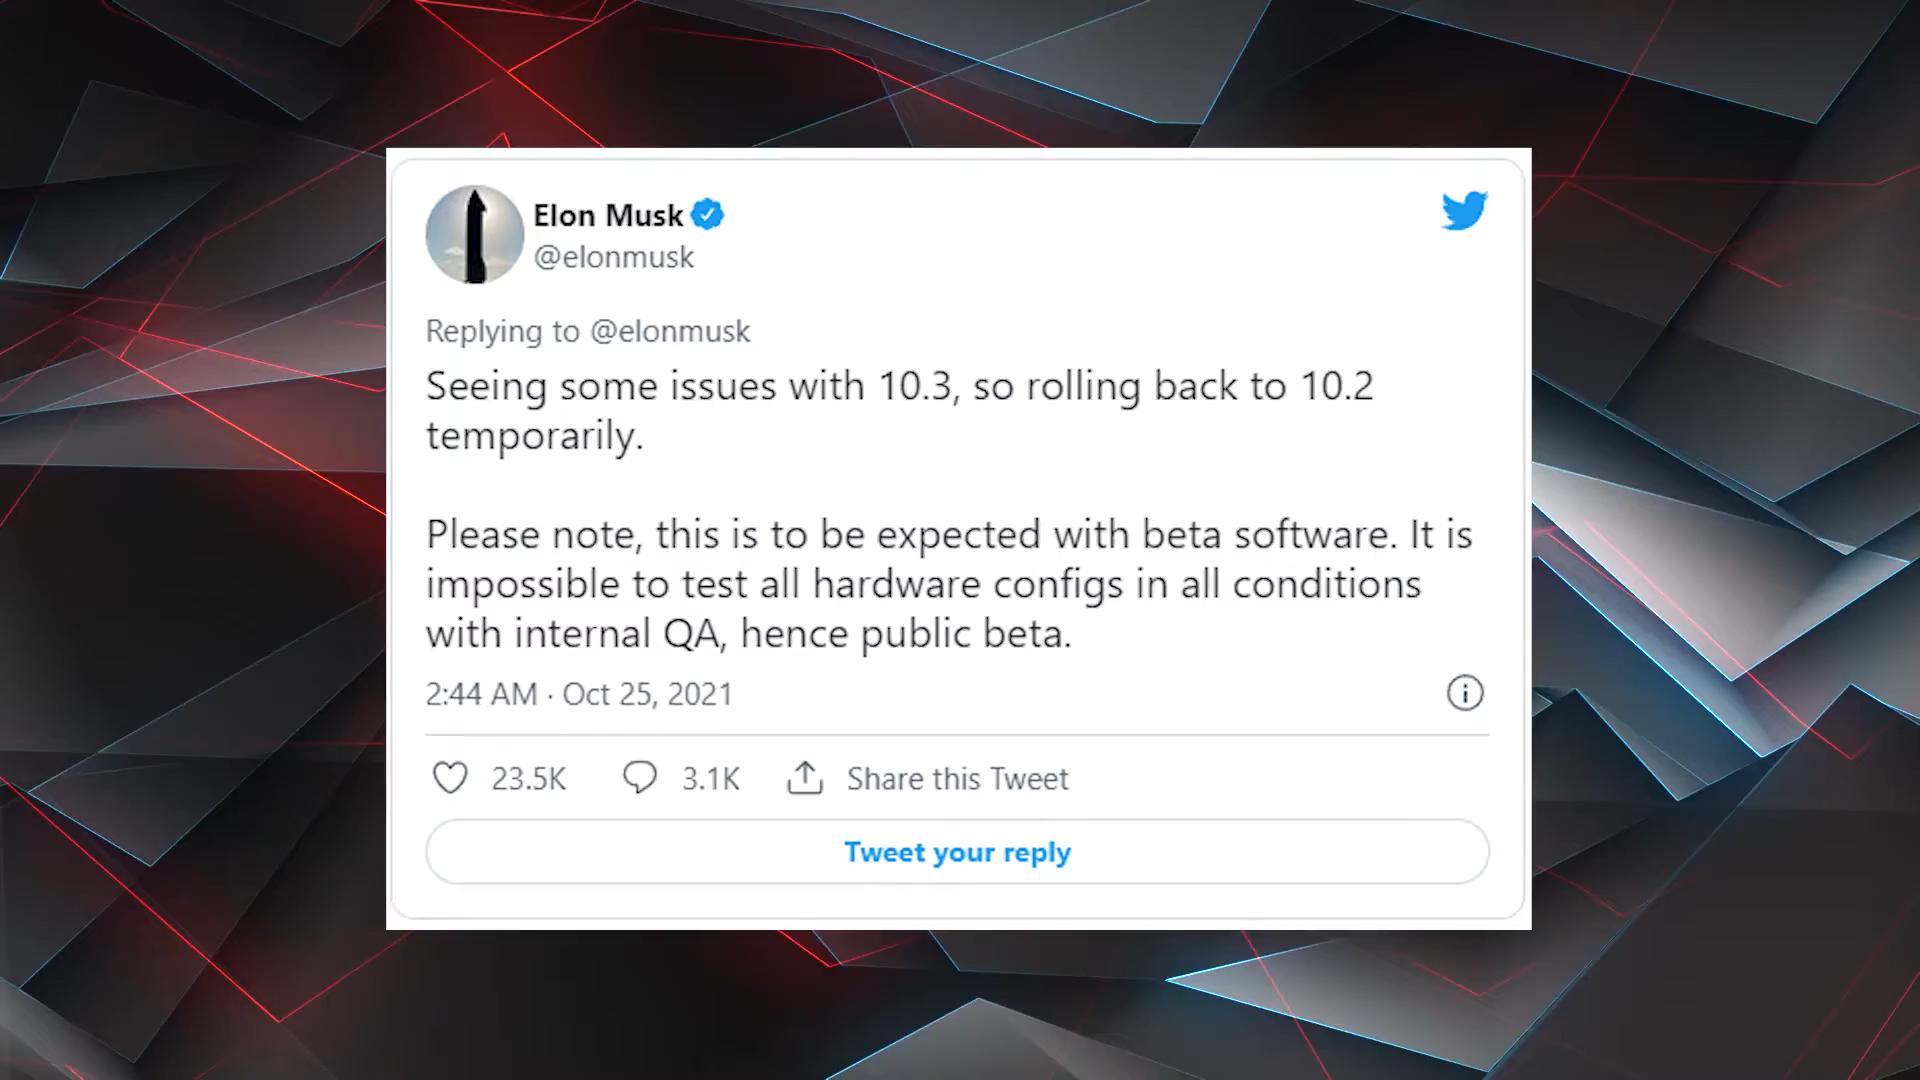 Elon Musk
@elonmusk
Replying to @elonmusk
Seeing some issues with 10.3, so rolling back to 10.2
temporarily.
Please note, this is to be expected with beta software. It is
impossible to test all hardware configs in all conditions
with internal QA, hence public beta.
2:44 AM · Oct 25, 2021
23.5K 3.1K Share this Tweet
Tweet your reply